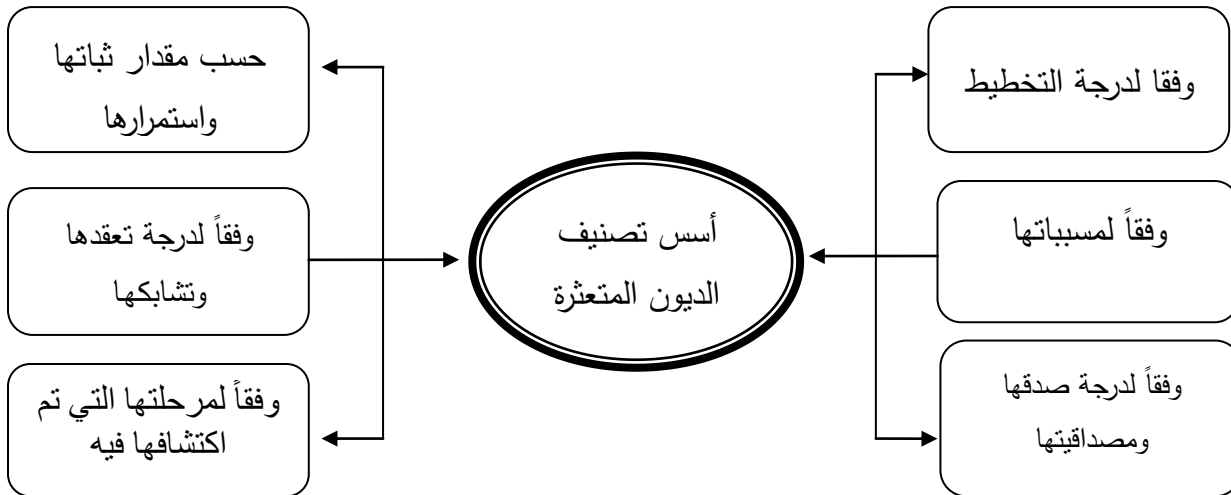 وفقا لدرجة التخطيط
وفقاً لمسبباتها
وفقاً لدرجة صدقها
ومصداقيتها
أسس تصنيف
الديون المتعثرة
حسب مقدار ثباتها
واستمرارها
وفقاً لدرجة تعقدها
وتشابكها
وفقاً لمرحلتها التي تم
اكتشافها فيه